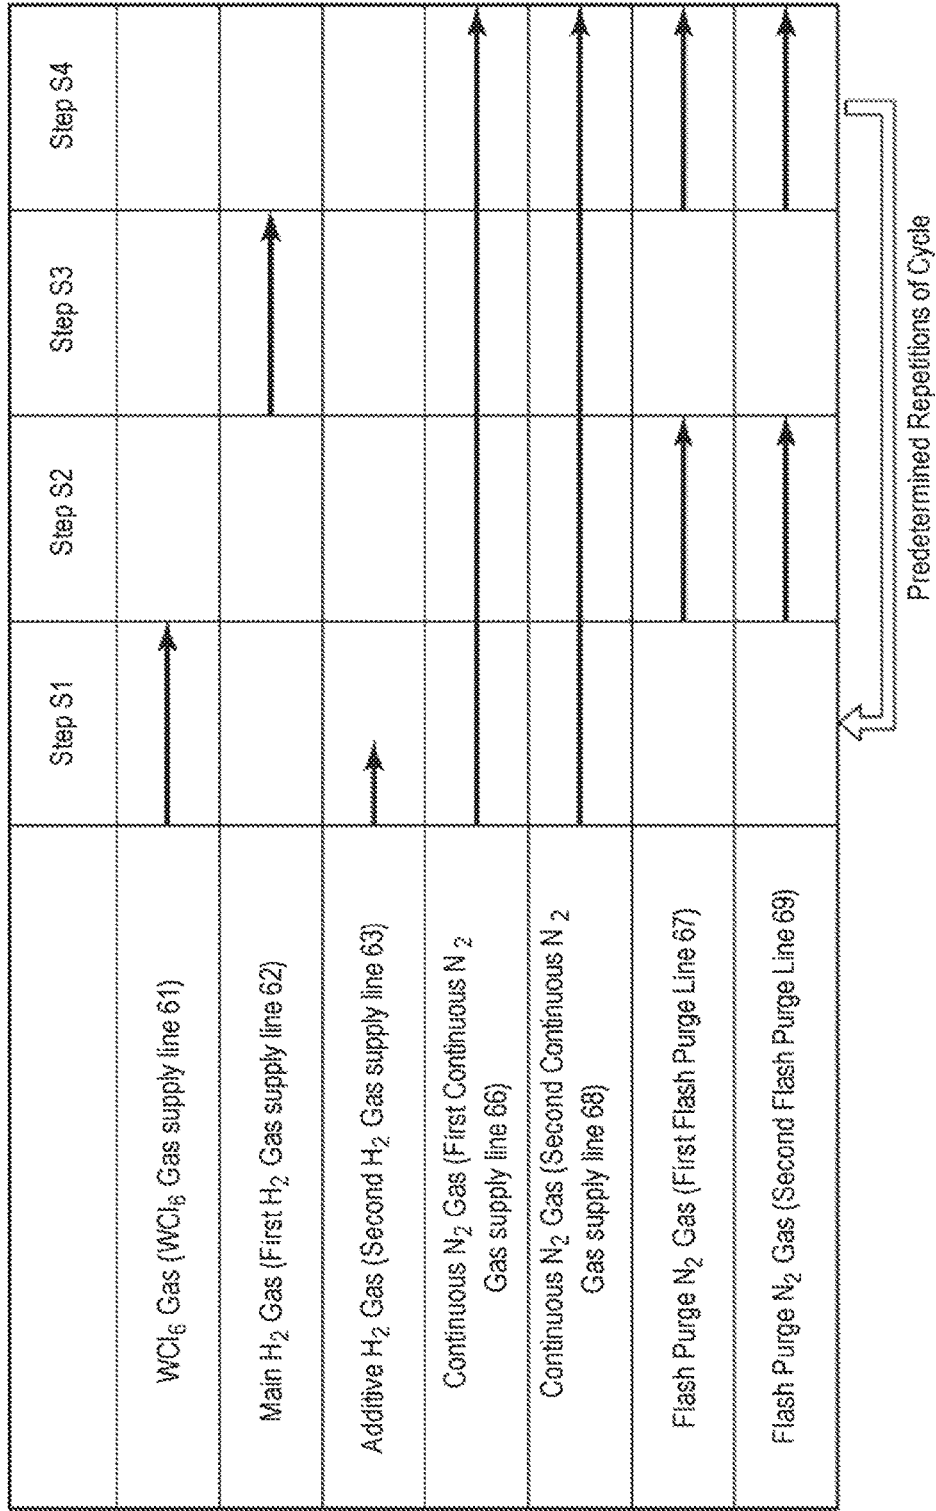 Step S1
Step S2
Step S3
Step S4
WCl6 Gas (WCl6 Gas supply line 61)
Main H2 Gas (First H2 Gas supply line 62)
Additive H2 Gas (Second H2 Gas supply line 63)
Continuous N2 Gas (First Continuous N2
Gas supply line 66)
Continuous N2 Gas (Second Continuous N2
Gas supply line 68)
Flash Purge N2 Gas (First Flash Purge Line 67)
Flash Purge N2 Gas (Second Flash Purge Line 69)
Predetermined Repetitions of Cycle